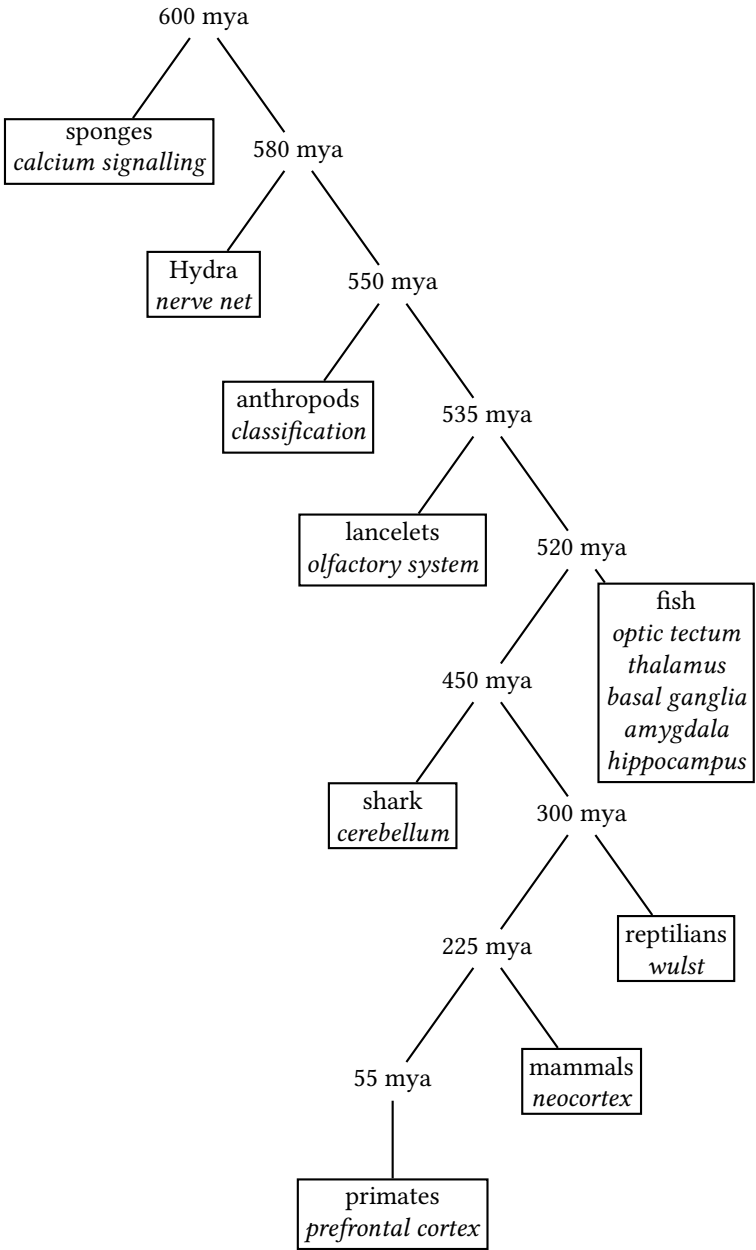 600 mya
sponges
calcium signalling
580 mya
Hydra
nerve net
550 mya
anthropods
classification
535 mya
lancelets
olfactory system
520 mya
fish
optic tectum
thalamus
basal ganglia
amygdala
hippocampus
450 mya
shark
cerebellum
300 mya
reptilians
wulst
225 mya
mammals
neocortex
55 mya
primates
prefrontal cortex